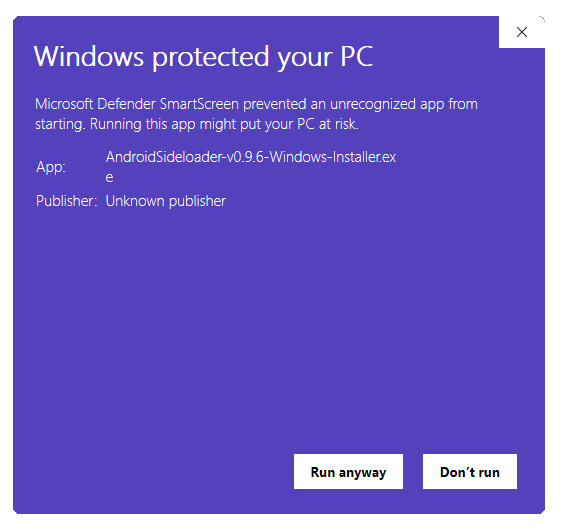 Windows protected your PC
Microsoft Defender SmartScreen prevented an unrecognized app from
starting. Running this app might put your PC at risk.
App: AndroidSideloader-v0.9.6-Windows-Installer.ex
e
Publisher: Unknown publisher
Run anyway Don't run